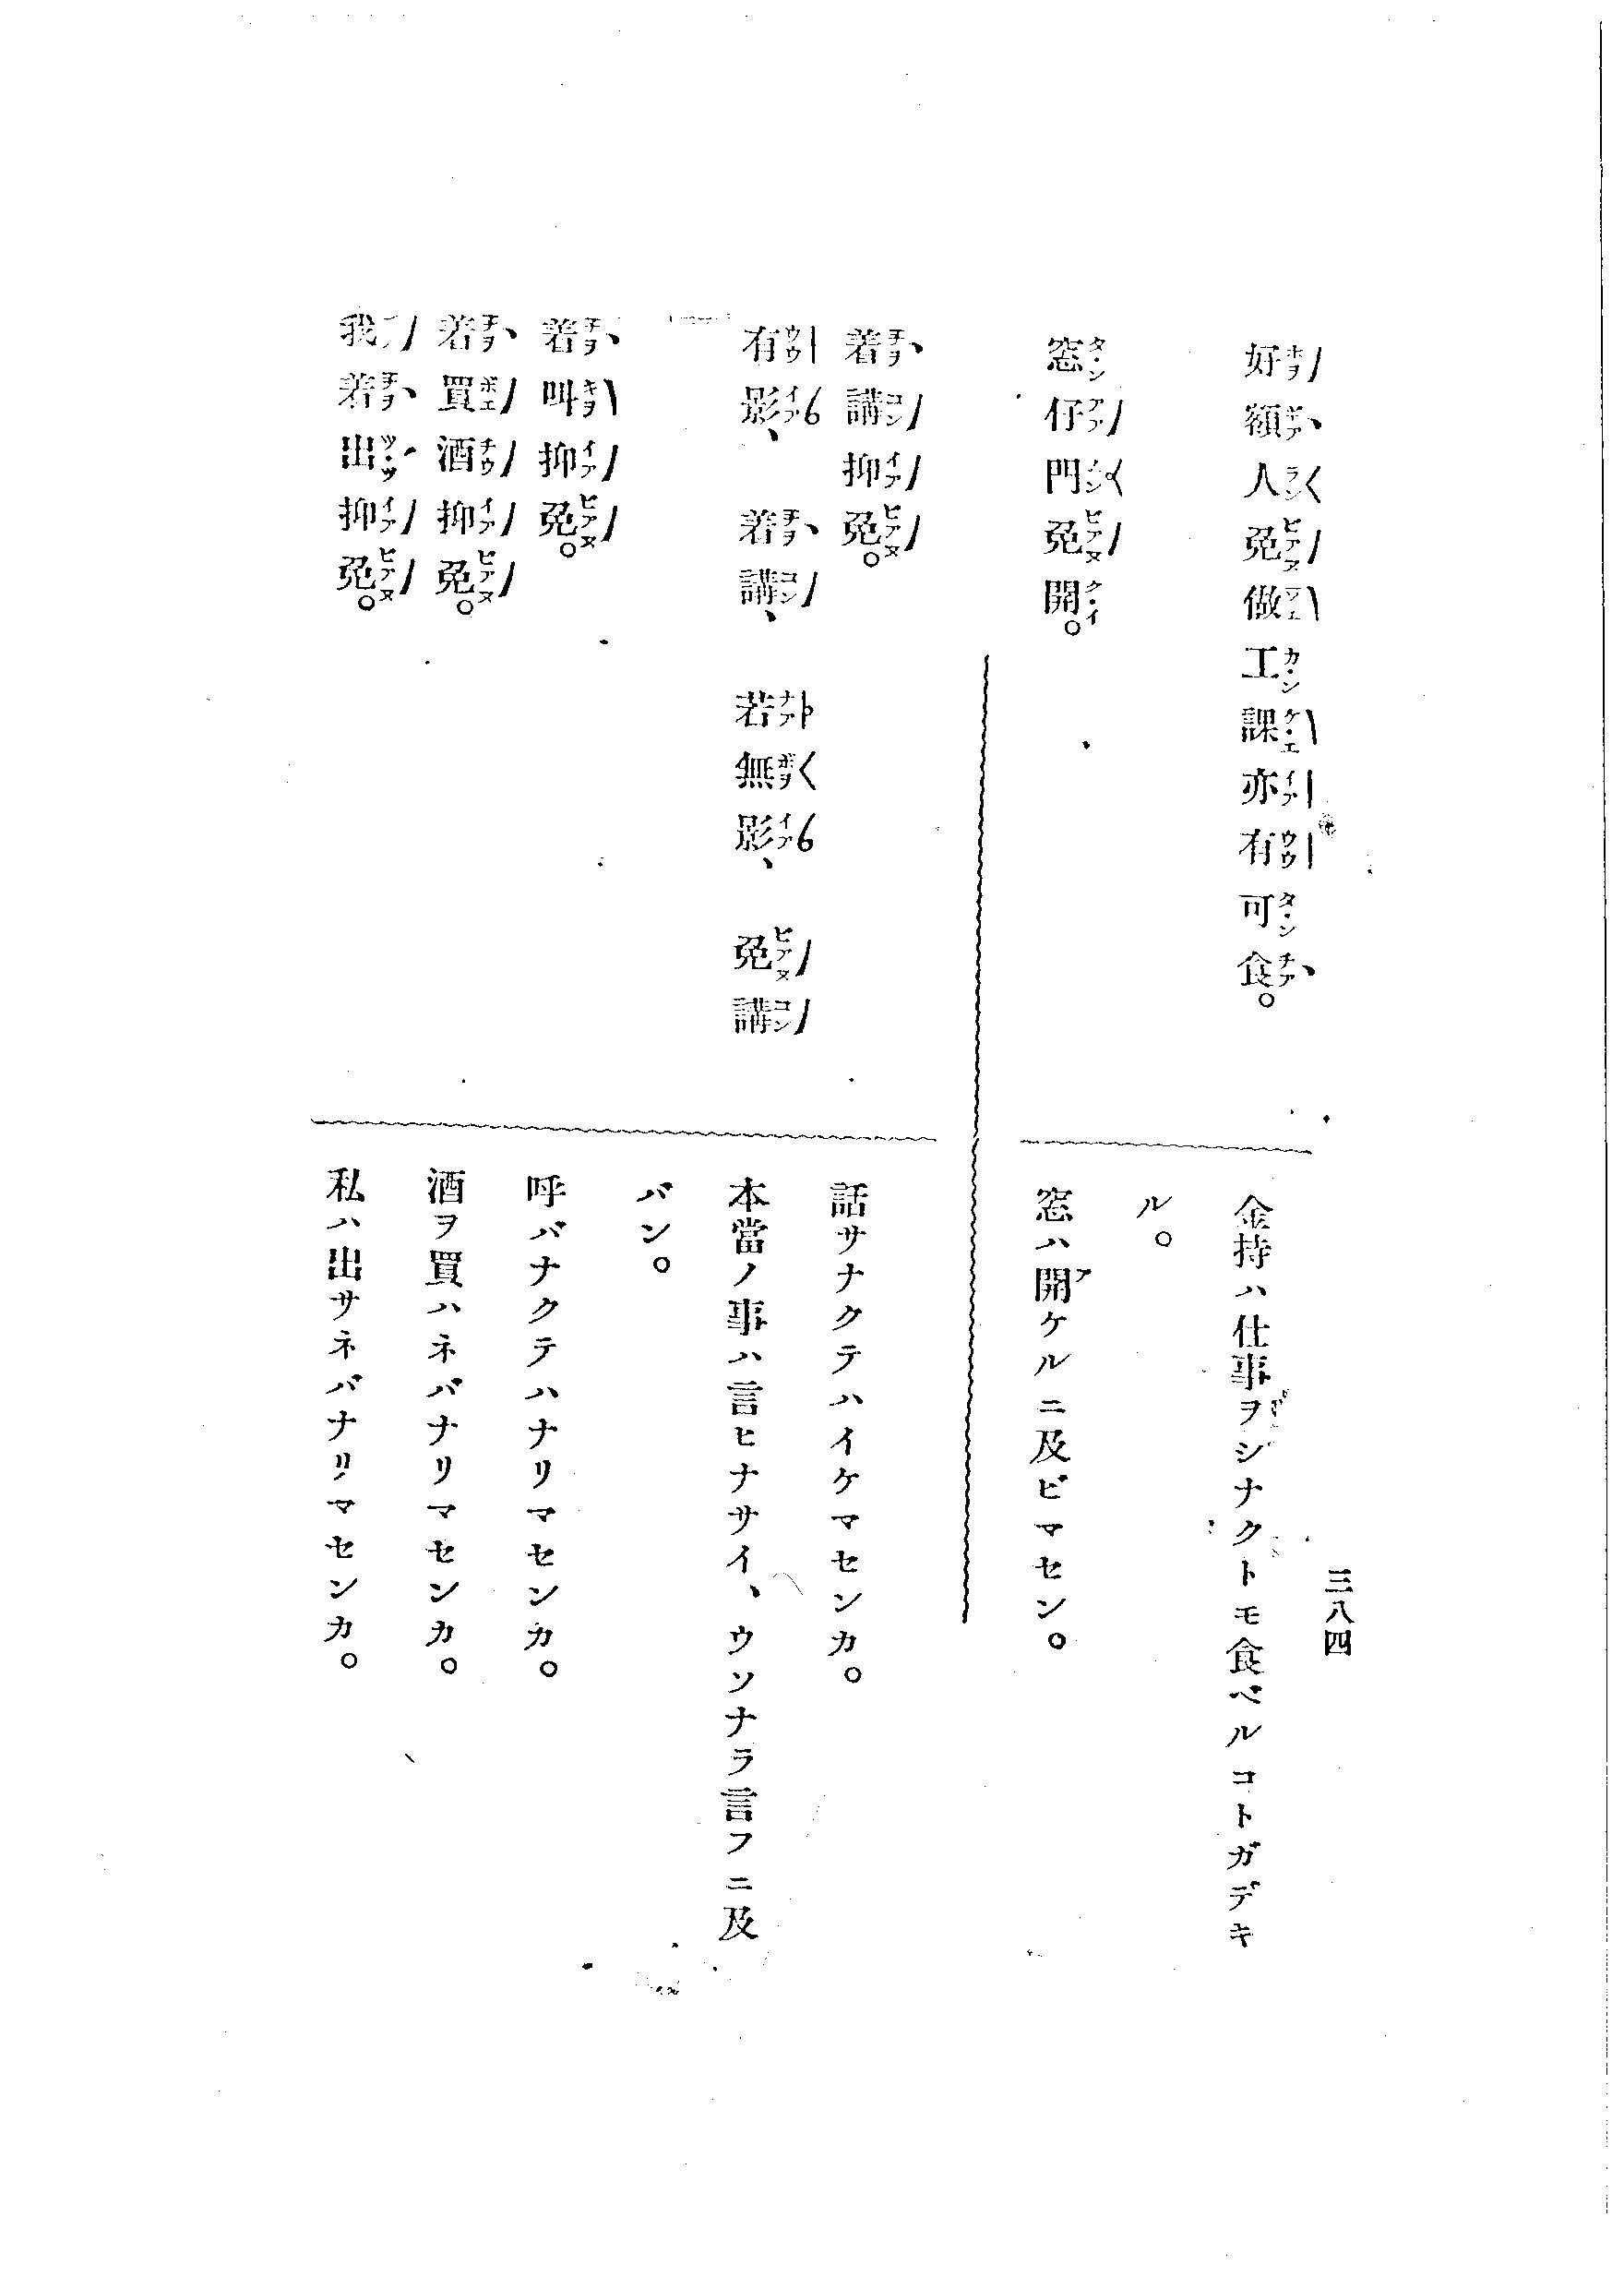 三八四
好額人免做工課亦有可食。
金持ハ仕事ヲシナクトモ食ベルコトガデキ
ル。
窓仔門免開。
窓ハ開ケルニ及ビマセン。
着講抑免。
話サナクテハイケマセンカ。
有影、着講、若無影、免講
本當ノ事ハ言ヒナサイ、ウソナラ言フニ及
バン。
着叫抑免。
呼バナクテハナリマセンカ。
着買酒抑免。
酒ヲ買ハネバナリマセンカ。
我着出抑免。
私ハ出サネバナリマセンカ。